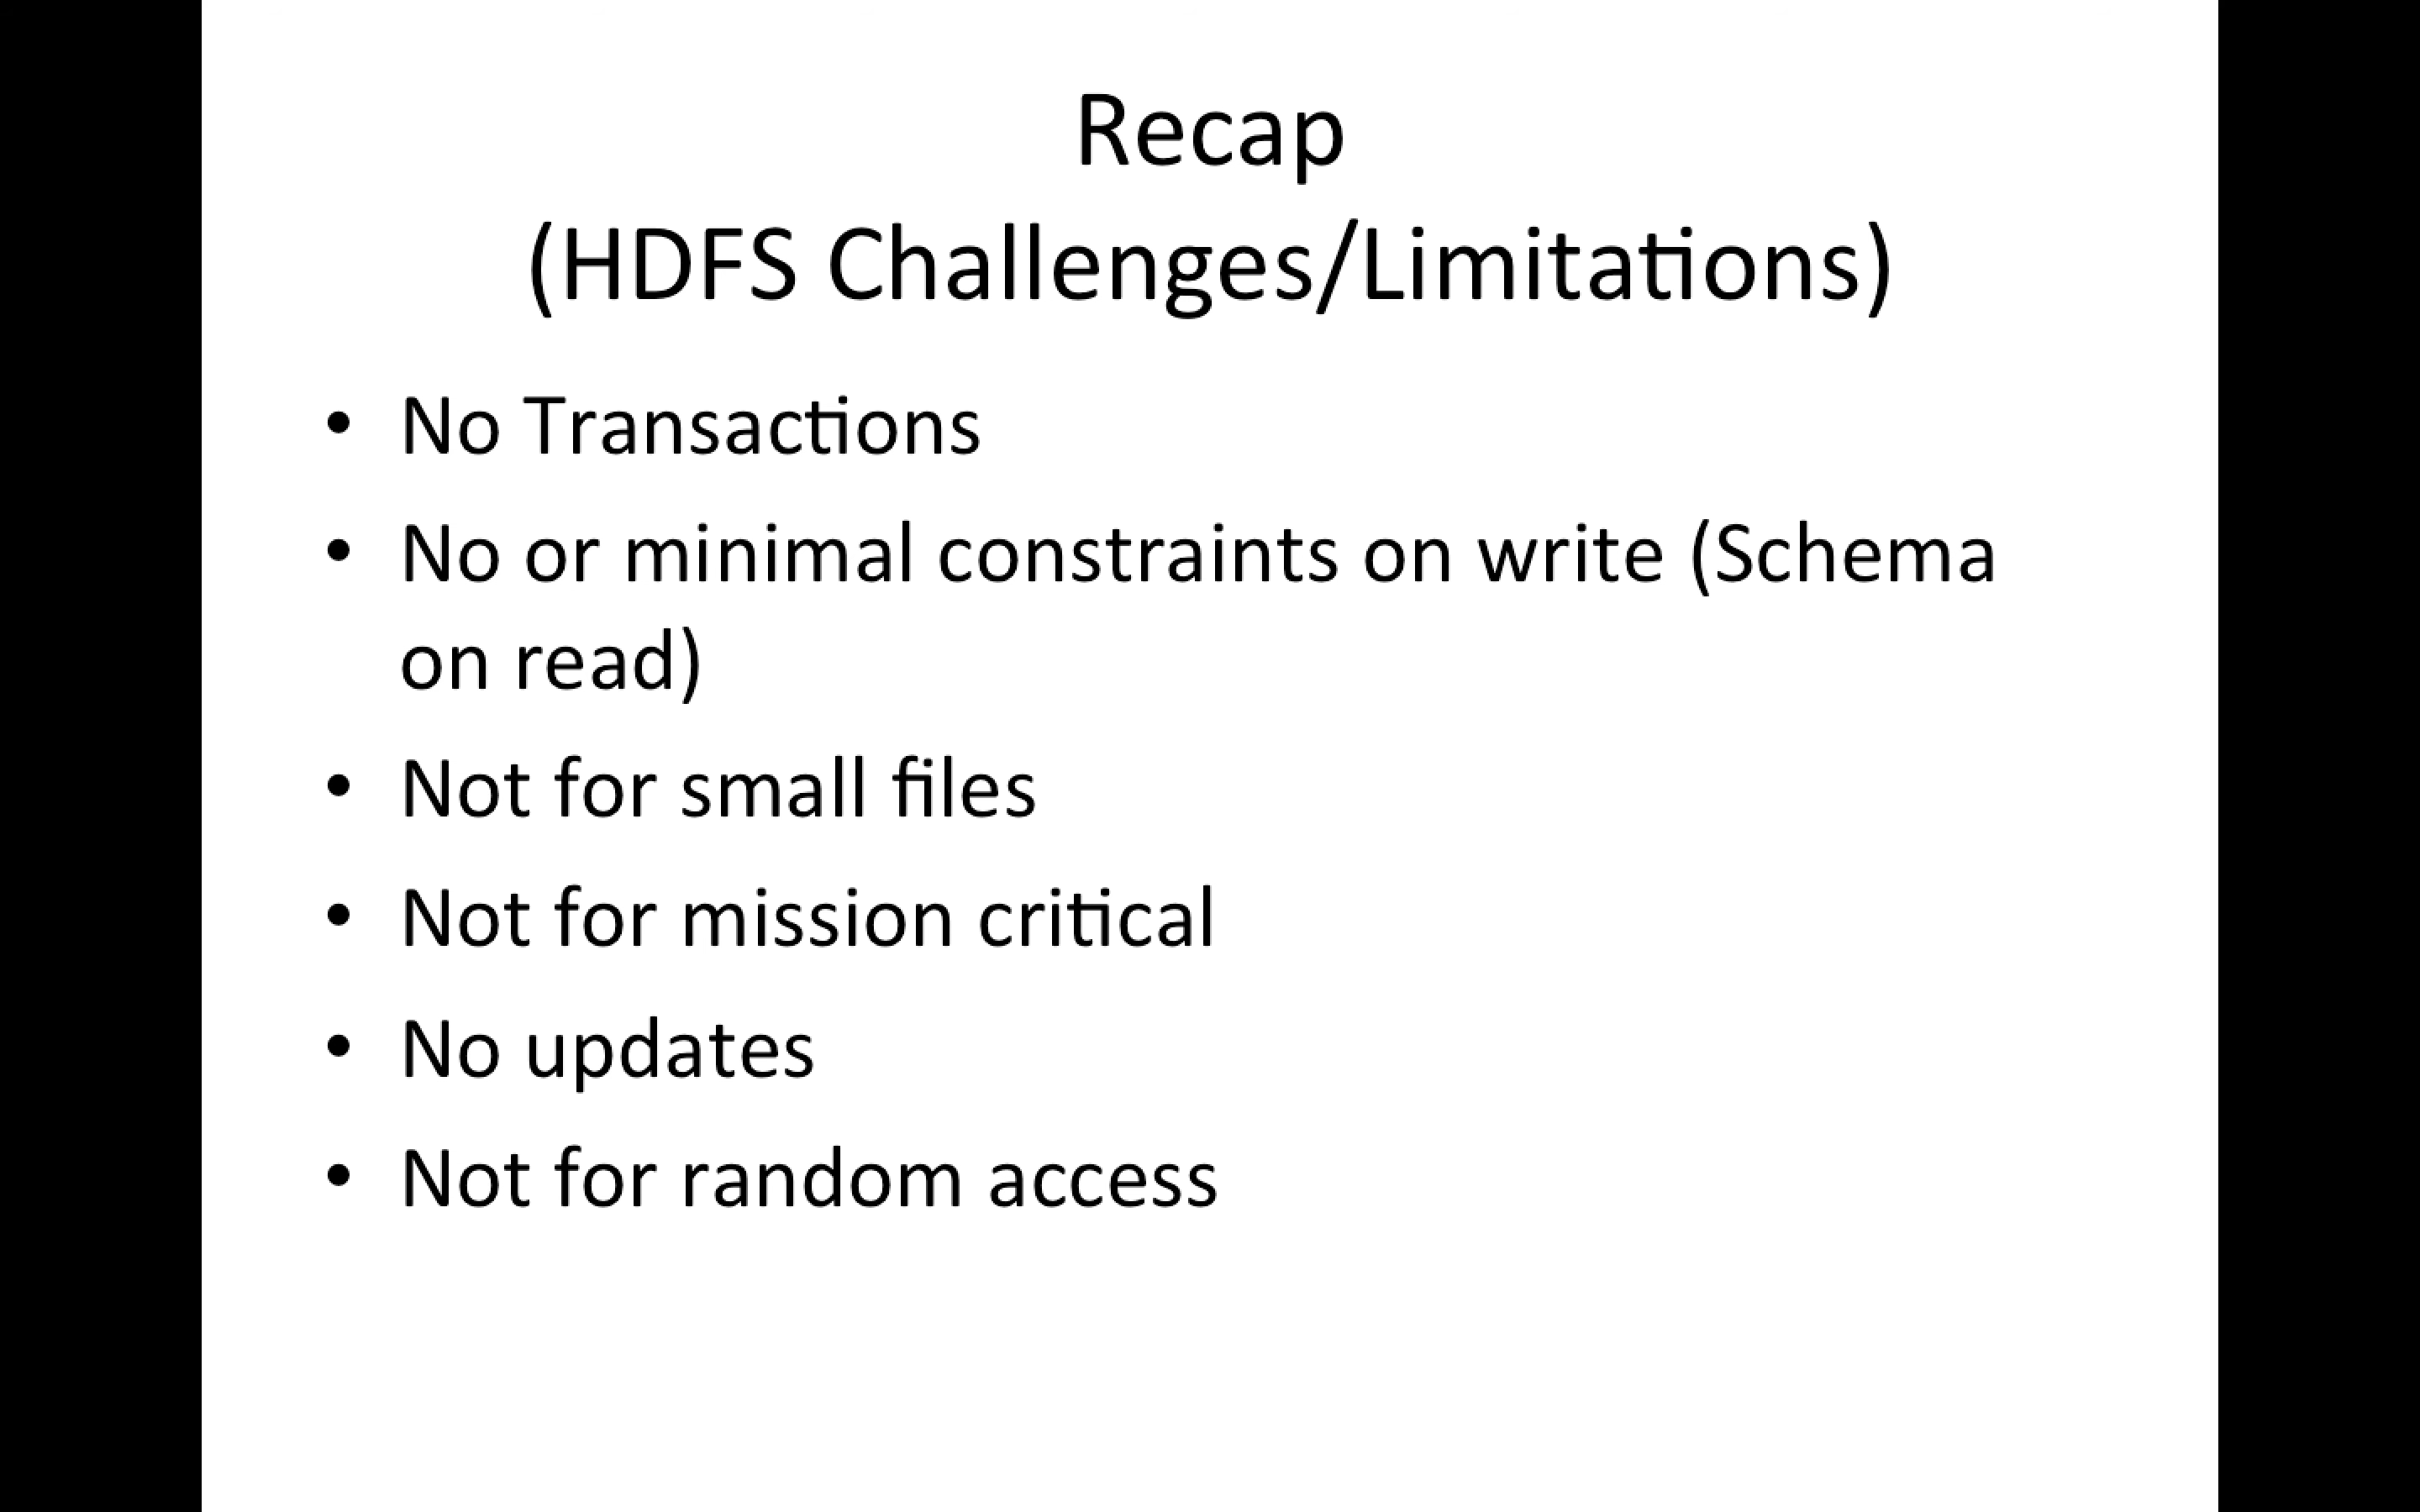 Recap
(HDFS Challenges/Limitations)
• No Transactions
• No or minimal constraints on write (Schema
on read)
• Not for small files
• Not for mission critical
• No updates
• Not for random access